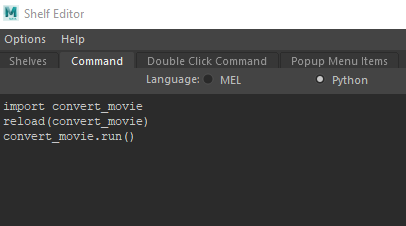 Shelf Editor
Options Help
Shelves Command Double Click Command Popup Menu Items
Language: MEL Python
import convert_movie
reload(convert_movie)
convert_movie.run()